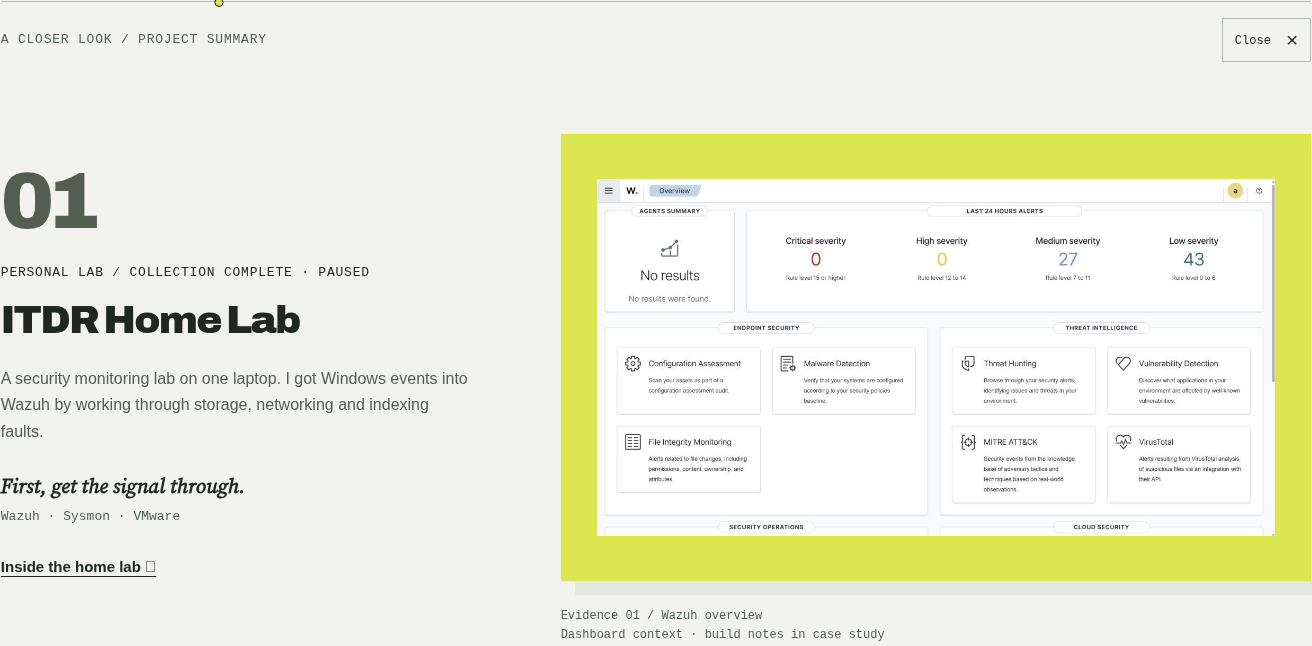 A CLOSER LOOK / PROJECT SUMMARY
Close ✕
01
PERSONAL LAB / COLLECTION COMPLETE · PAUSED
ITDR Home Lab
A security monitoring lab on one laptop. I got Windows events into
Wazuh by working through storage, networking and indexing
faults.
First, get the signal through.
Wazuh · Sysmon · VMware
Inside the home lab
W.
Overview
a
AGENTS SUMMARY
No results
No results were found.
LAST 24 HOURS ALERTS
Critical severity
0
Rule level 15 or higher
High severity
0
Rule level 12 to 14
Medium severity
27
Rule level 7 to 11
Low severity
43
Rule level 0 to 6
ENDPOINT SECURITY
Configuration Assessment
Scan your assets as part of a
configuration assessment audit.
Malware Detection
Verify that your systems are configured
according to your security policies
baseline.
File Integrity Monitoring
Alerts related to file changes, including
permissions, content, ownership, and
attributes.
THREAT INTELLIGENCE
Threat Hunting
Browse through your security alerts,
identifying issues and threats in your
environment.
Vulnerability Detection
Discover what applications in your
environment are affected by well-known
vulnerabilities.
MITRE ATT&CK
Security events from the knowledge
base of adversary tactics and
techniques based on real-world
observations.
VirusTotal
Alerts resulting from VirusTotal analysis
of suspicious files via an integration with
their API.
SECURITY OPERATIONS
CLOUD SECURITY
Evidence 01 / Wazuh overview
Dashboard context · build notes in case study